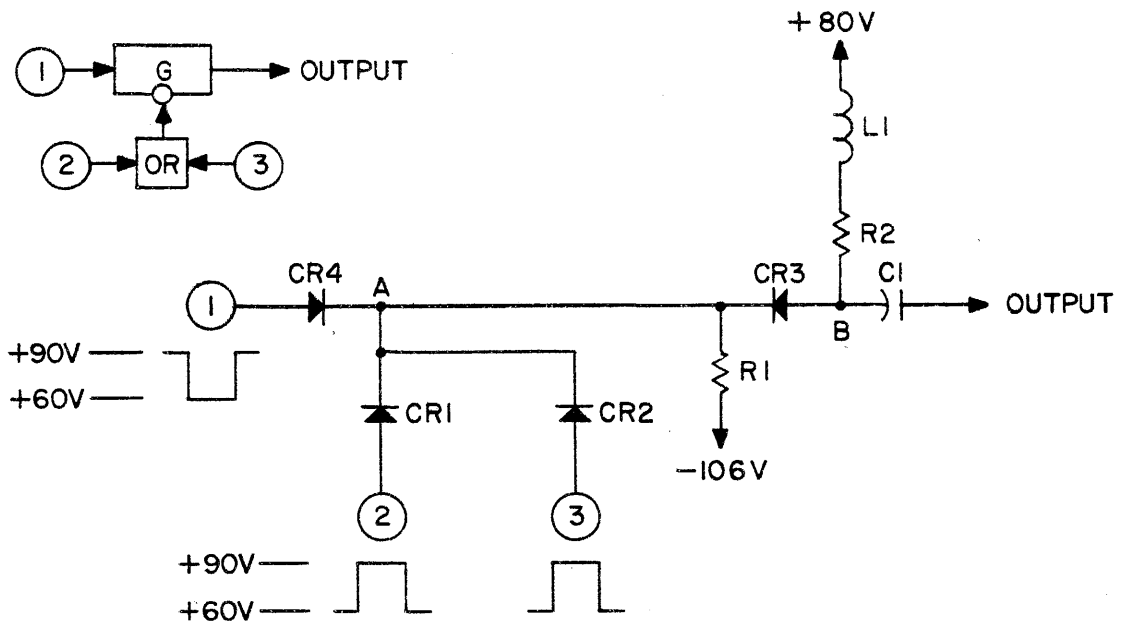 +80V
1
G
OUTPUT
2
OR
3
L1
R2
CR4
A
CR3
C1
1
OUTPUT
B
+90V
+60V
R1
CR1
CR2
-106V
2
3
+90V
+60V